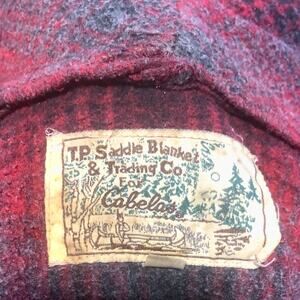 T.P. Saddle Blanket
& Trading Co
For
Cabela's